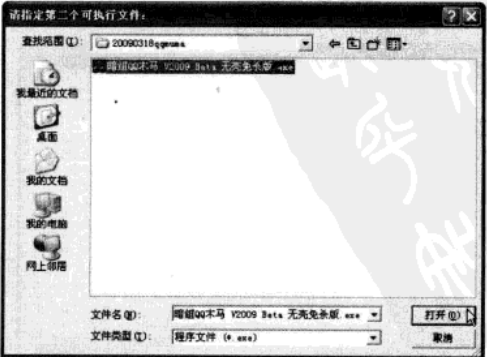 请指定第二个可执行文件:
查找范围(I):
20090318qqmuma
暗组QQ木马 V2009 Beta 无壳免杀版.exe
我最近的文档
桌面
我的文档
我的电脑
网上邻居
文件名(N): 暗组QQ木马 V2009 Beta 无壳免杀版.exe 打开(O)
文件类型(T): 程序文件 (*.exe) 取消